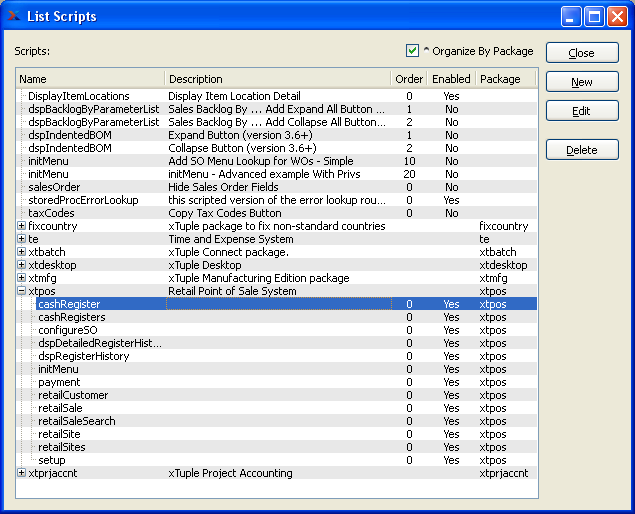 List Scripts
Scripts:
^ Organize By Package
Close
New
Edit
Delete
Name Description Order Enabled Package
DisplayItemLocations Display Item Location Detail 0 Yes
dspBacklogByParameterList Sales Backlog By ... Add Expand All Button ... 1 No
dspBacklogByParameterList Sales Backlog By ... Add Collapse All Button ... 2 No
dspIndentedBOM Expand Button (version 3.6+) 1 No
dspIndentedBOM Collapse Button (version 3.6+) 2 No
initMenu Add SO Menu Lookup for WOs - Simple 10 No
initMenu initMenu - Advanced example With Privs 20 No
salesOrder Hide Sales Order Fields 0 No
storedProcErrorLookup this scripted version of the error lookup rou... 0 Yes
taxCodes Copy Tax Codes Button 0 No
fixcountry xTuple package to fix non-standard countries fixcountry
te Time and Expense System te
xtbatch xTuple Connect package. xtbatch
xtdesktop xTuple Desktop xtdesktop
xtmfg xTuple Manufacturing Edition package xtmfg
xtpos Retail Point of Sale System xtpos
cashRegister 0 Yes xtpos
cashRegisters 0 Yes xtpos
configureSO 0 Yes xtpos
dspDetailedRegisterHist... 0 Yes xtpos
dspRegisterHistory 0 Yes xtpos
initMenu 0 Yes xtpos
payment 0 Yes xtpos
retailCustomer 0 Yes xtpos
retailSale 0 Yes xtpos
retailSaleSearch 0 Yes xtpos
retailSite 0 Yes xtpos
retailSites 0 Yes xtpos
setup 0 Yes xtpos
xtprjaccnt xTuple Project Accounting xtprjaccnt